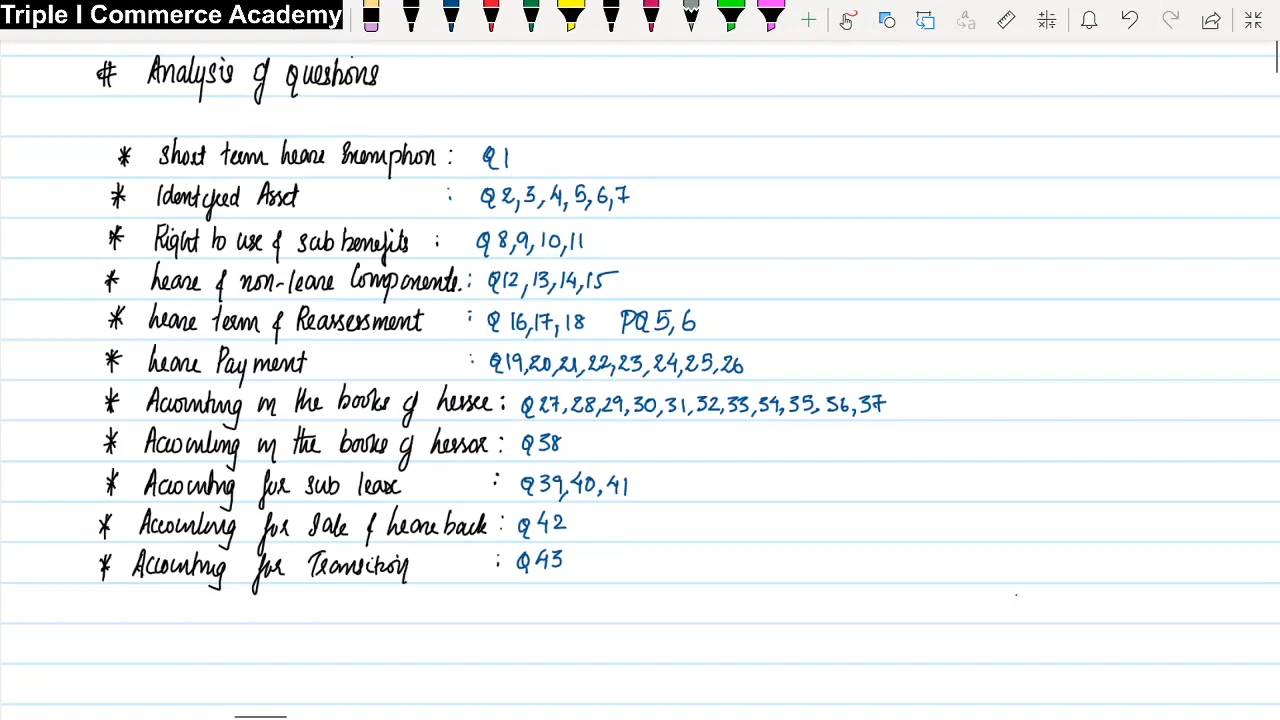 Triple I Commerce Academy
# Analysis of Questions
* Short term lease Exemption : Q1
* Identified Asset : Q2,3,4,5,6,7
* Right to use & sub benefits : Q8,9,10,11
* Lease & non-lease Components : Q12,13,14,15
* Lease term & Reassessment : Q16,17,18 PQ5,6
* Lease Payment : Q19,20,21,22,23,24,25,26
* Accounting in the books of Lessee : Q27,28,29,30,31,32,33,34,35,36,37
* Accounting in the books of Lessor : Q38
* Accounting for sub lease : Q39,40,41
* Accounting for Sale & Lease back : Q42
* Accounting for Transition : Q43